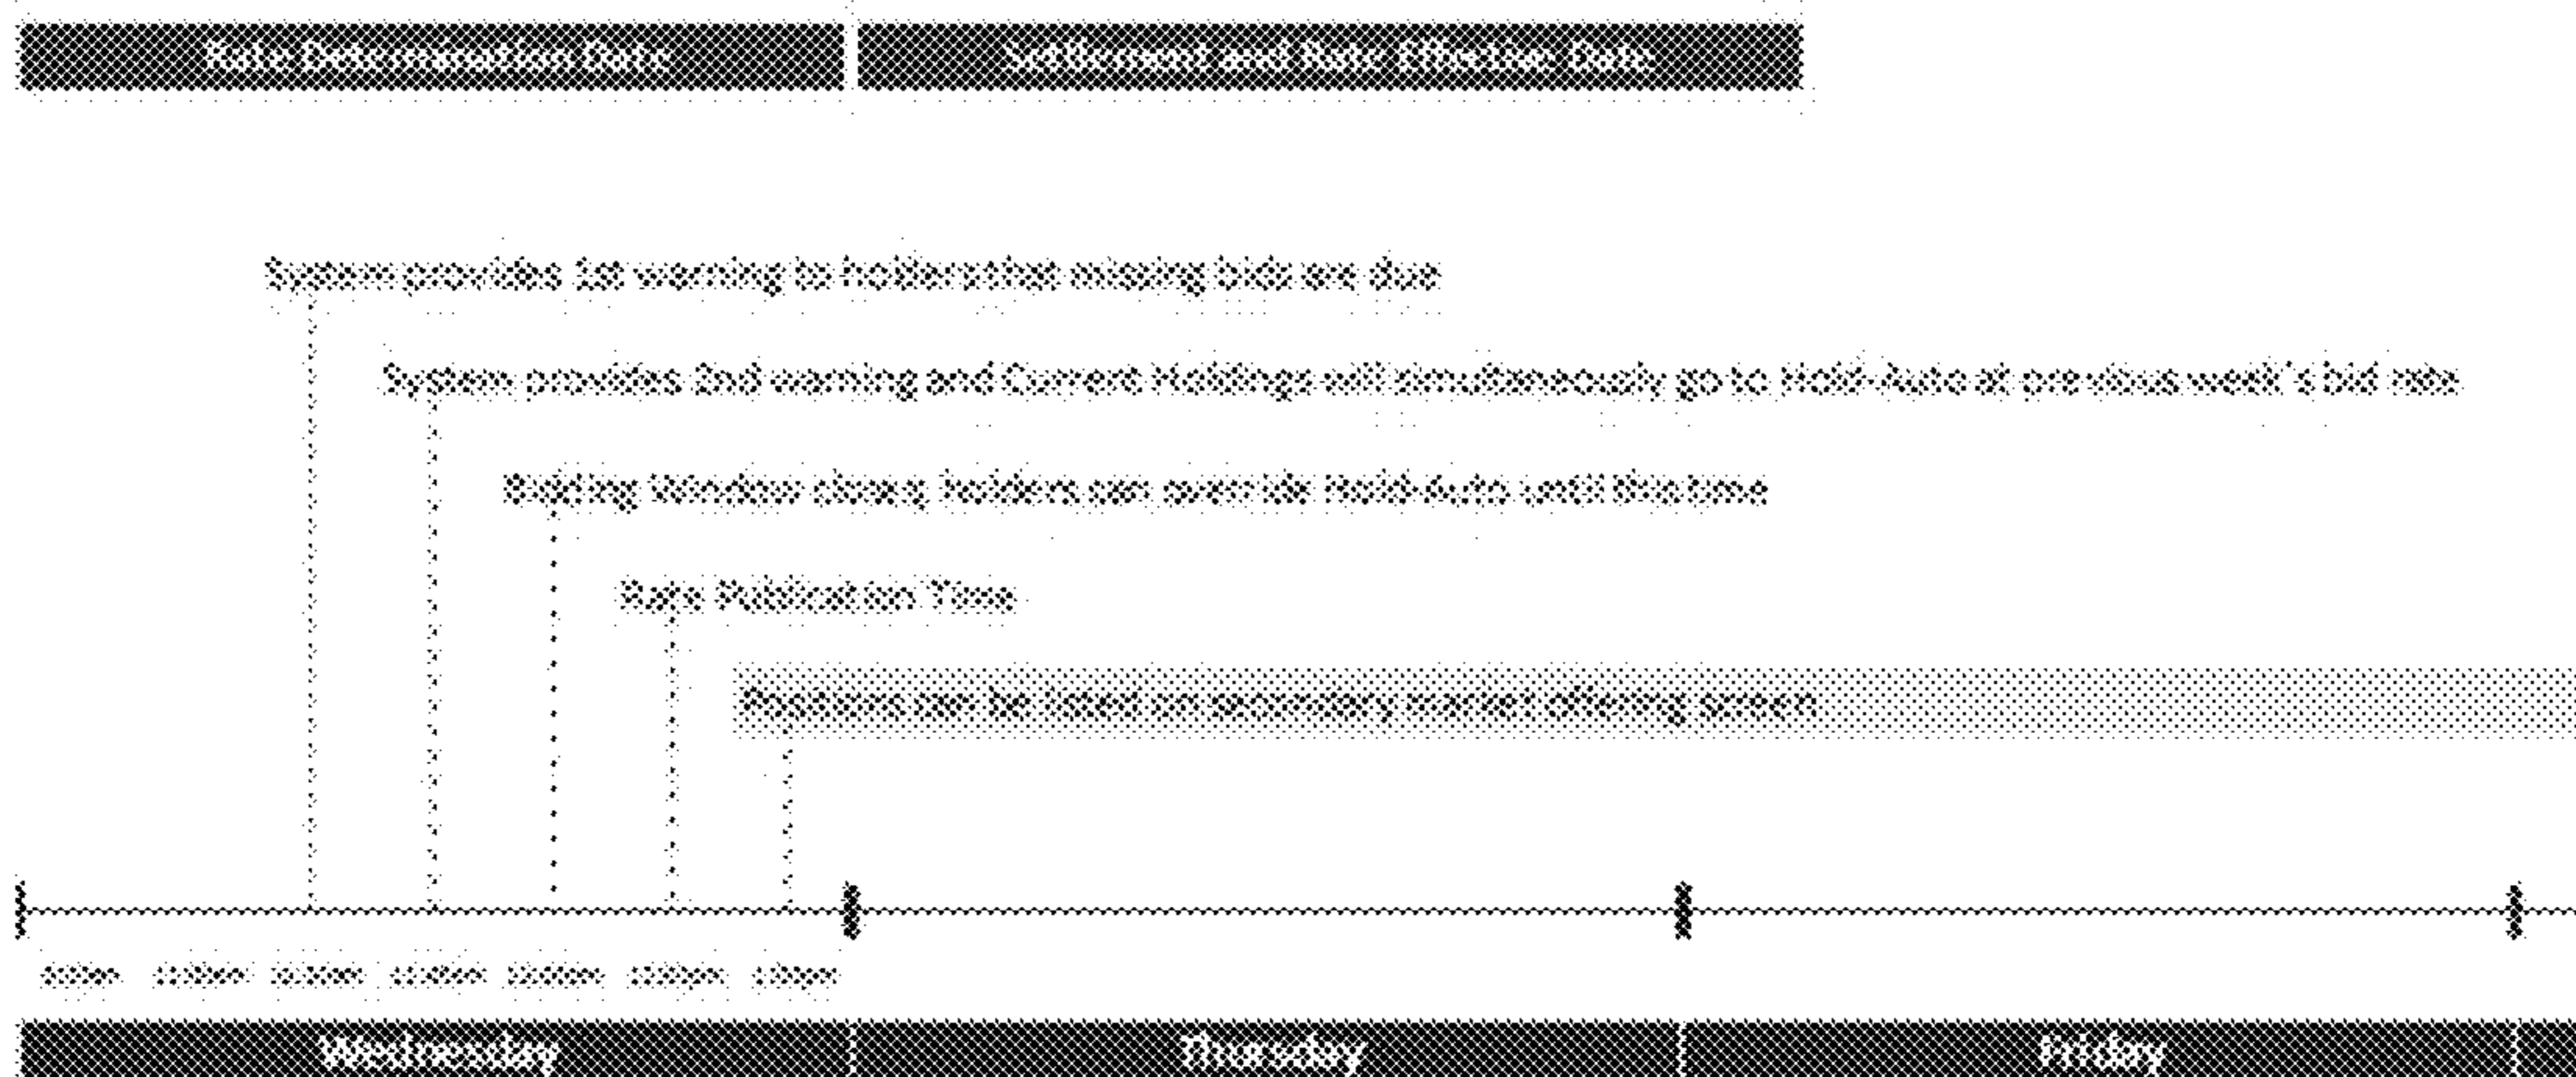 Rate Determination Date
Settlement and Rate Effective Date
System provides 1st warning to holders that missing bids are due
System provides 2nd warning and Current Holdings will simultaneously go to Hold-Auto at previous week's bid rate
Bidding Window closes; holders can override Hold-Auto until this time
Rate Publication Time
Positions can be listed on secondary market offering screen
Wednesday
Thursday
Friday